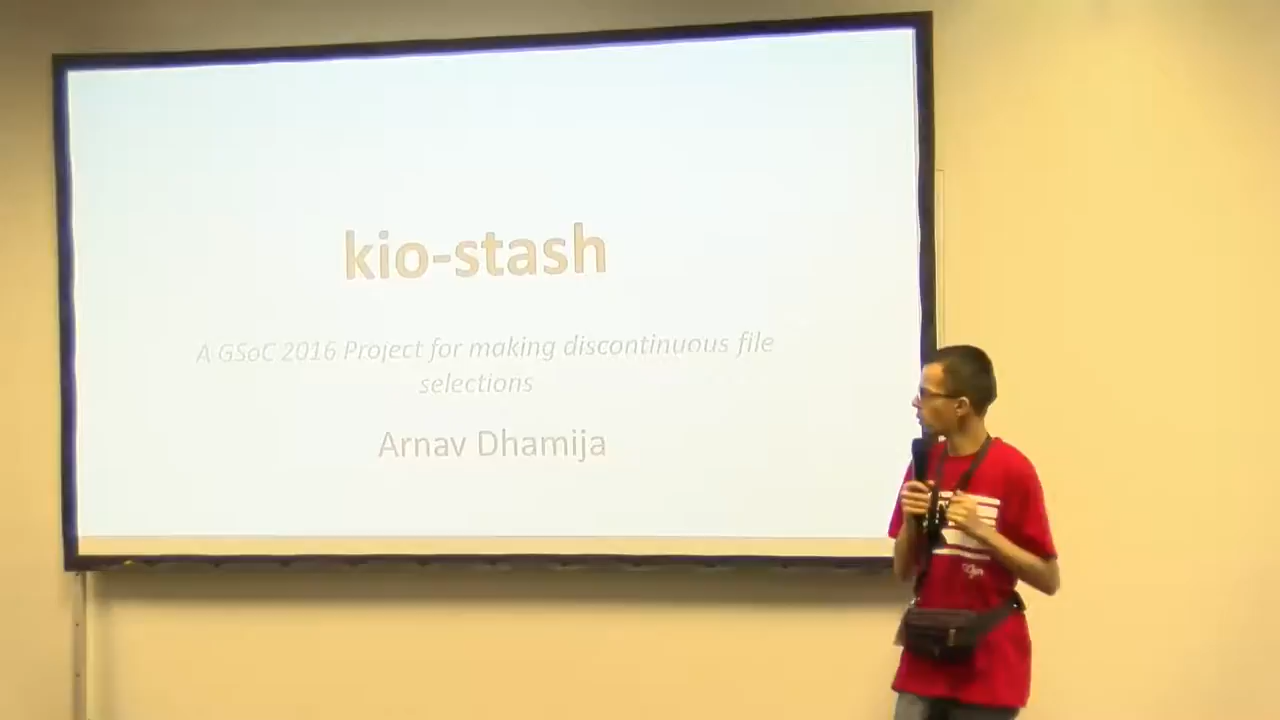 kio-stash
A GSoC 2016 Project for making discontinuous file
selections
Arnav Dhamija